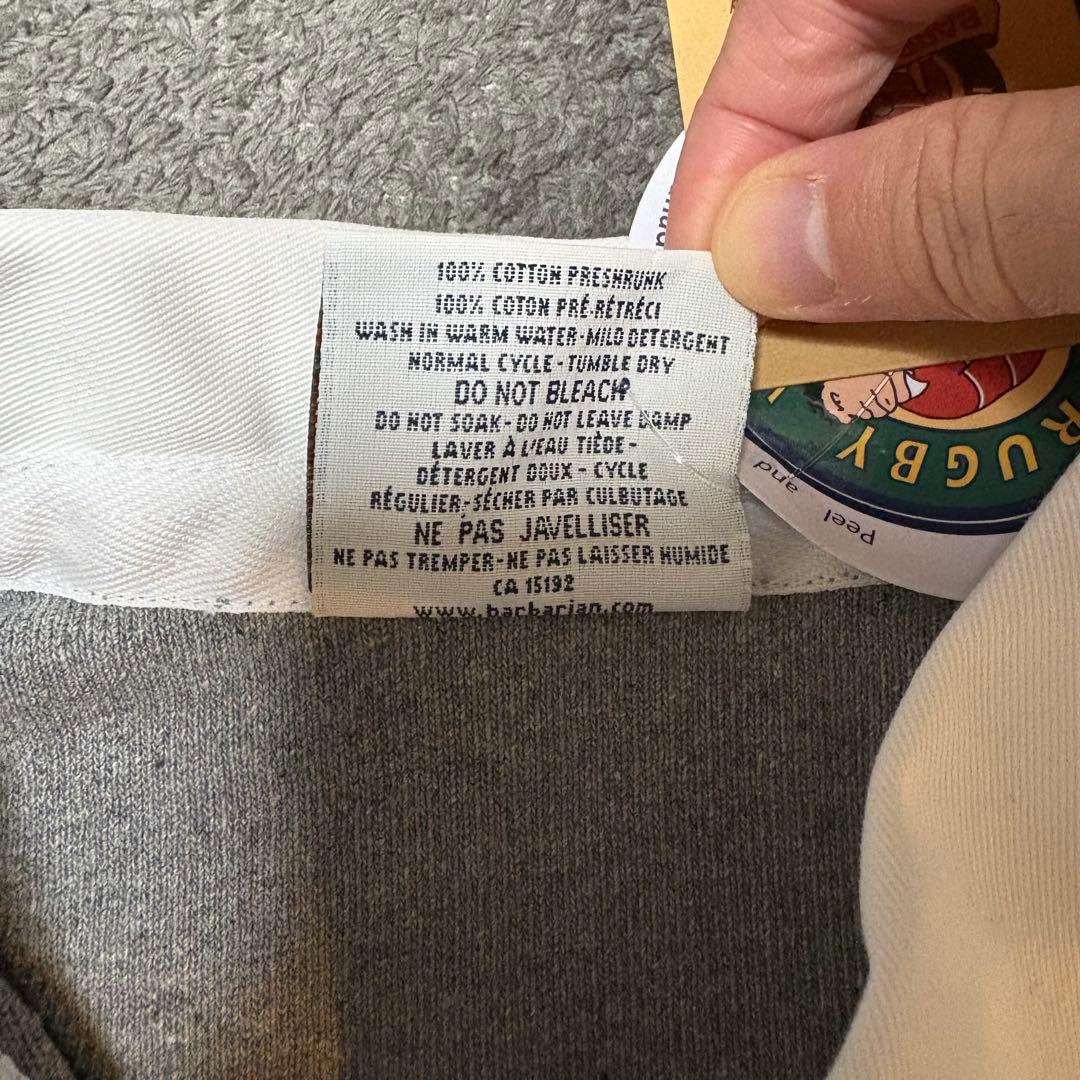 100% COTTON PRESHRUNK
100% COTON PRÉ-RÉTRÉCI
WASH IN WARM WATER-MILD DETERGENT
NORMAL CYCLE-TUMBLE DRY
DO NOT BLEACH
DO NOT SOAK-DO NOT LEAVE DAMP
LAVER À L'EAU TIÈDE-
DÉTERGENT DOUX - CYCLE
RÉGULIER-SÉCHER PAR CULBUTAGE
NE PAS JAVELLISER
NE PAS TREMPER-NE PAS LAISSER HUMIDE
CA 15192
www.barbarian.com
RUGBY
Peel and